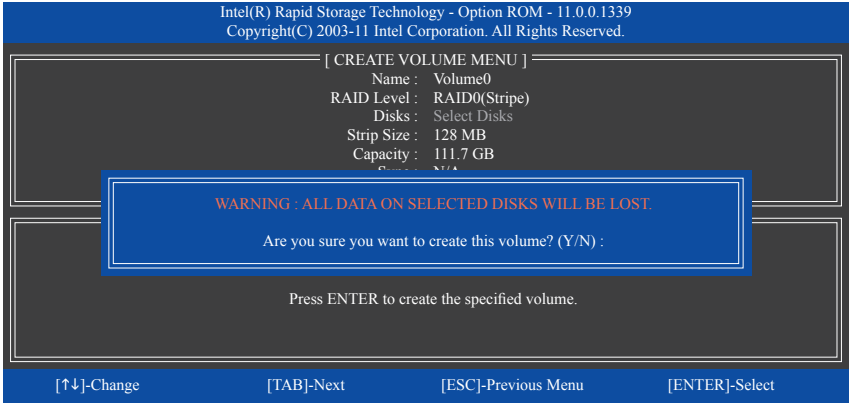 Intel(R) Rapid Storage Technology - Option ROM - 11.0.0.1339
Copyright(C) 2003-11 Intel Corporation. All Rights Reserved.
[ CREATE VOLUME MENU ]
Name : Volume0
RAID Level : RAID0(Stripe)
Disks : Select Disks
Strip Size : 128 MB
Capacity : 111.7 GB
Sync : N/A
WARNING : ALL DATA ON SELECTED DISKS WILL BE LOST.
Are you sure you want to create this volume? (Y/N) :
Press ENTER to create the specified volume.
[↑↓]-Change [TAB]-Next [ESC]-Previous Menu [ENTER]-Select